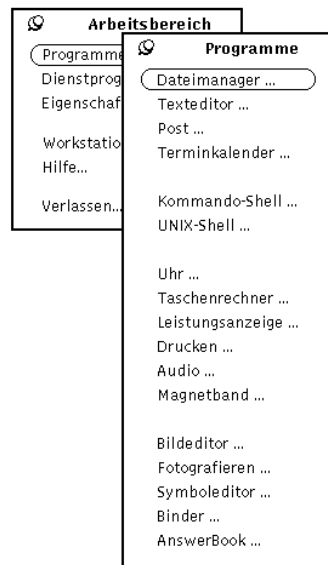 Arbeitsbereich
Programme
Dienstprog
Eigenschaf
Workstatio
Hilfe...
Verlassen...
Programme
Dateimanager ...
Texteditor ...
Post ...
Terminkalender ...
Kommando-Shell ...
UNIX-Shell ...
Uhr ...
Taschenrechner ...
Leistungsanzeige ...
Drucken ...
Audio ...
Magnetband ...
Bildeditor ...
Fotografieren ...
Symboleditor ...
Binder ...
AnswerBook ...